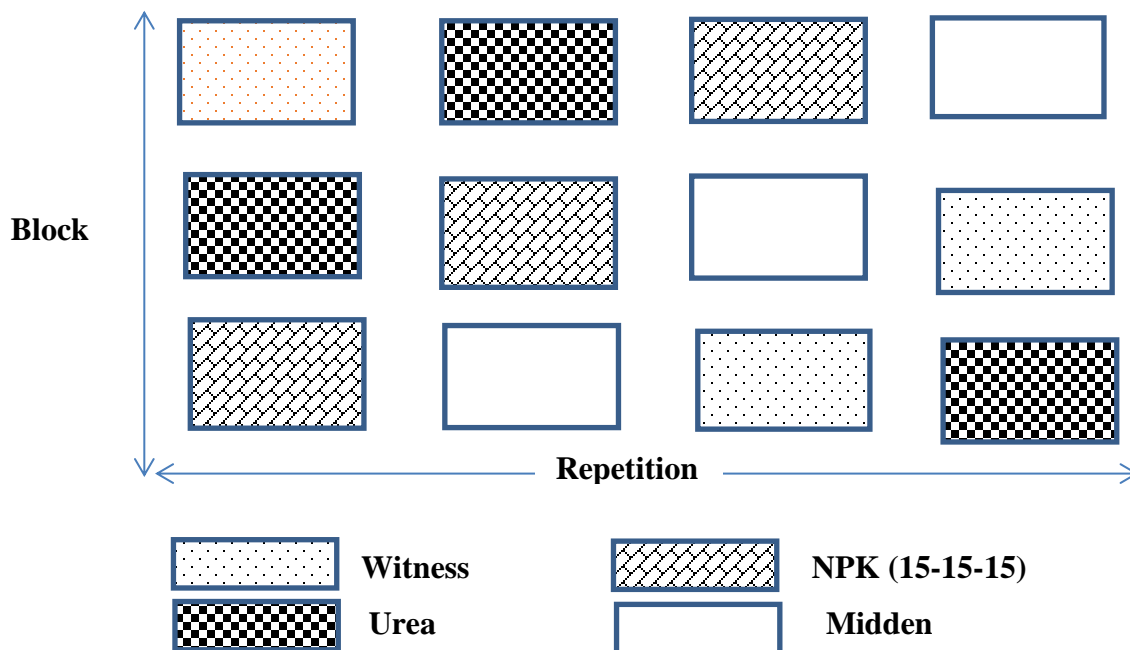 Block
Repetition
Witness
NPK (15-15-15)
Urea
Midden